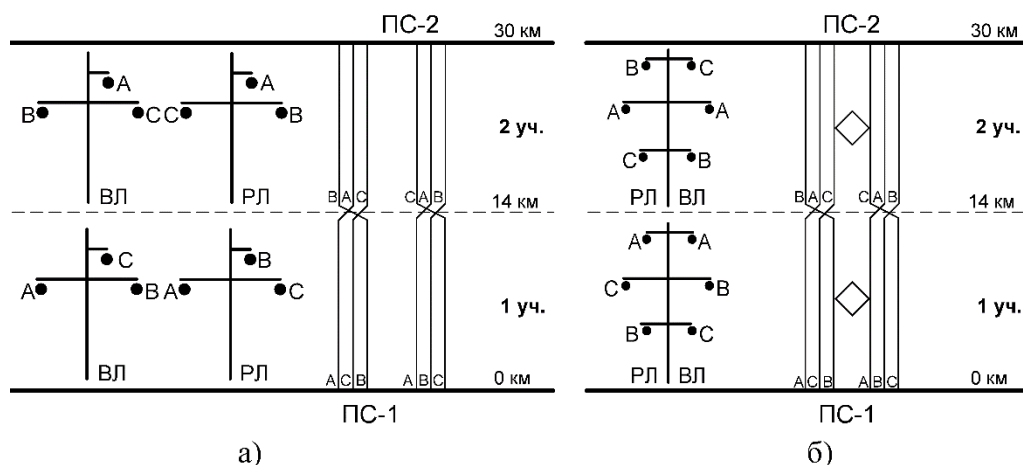 ПС-2 30 км ПС-2 30 км
А А В С
В С С В 2 уч. А А 2 уч.
С В
ВЛ РЛ В А С С А В 14 км РЛ ВЛ В А С С А В 14 км
С В А А
А В А С 1 уч. С В 1 уч.
В С
ВЛ РЛ А С В А В С 0 км РЛ ВЛ А С В А В С 0 км
ПС-1 ПС-1
а) б)